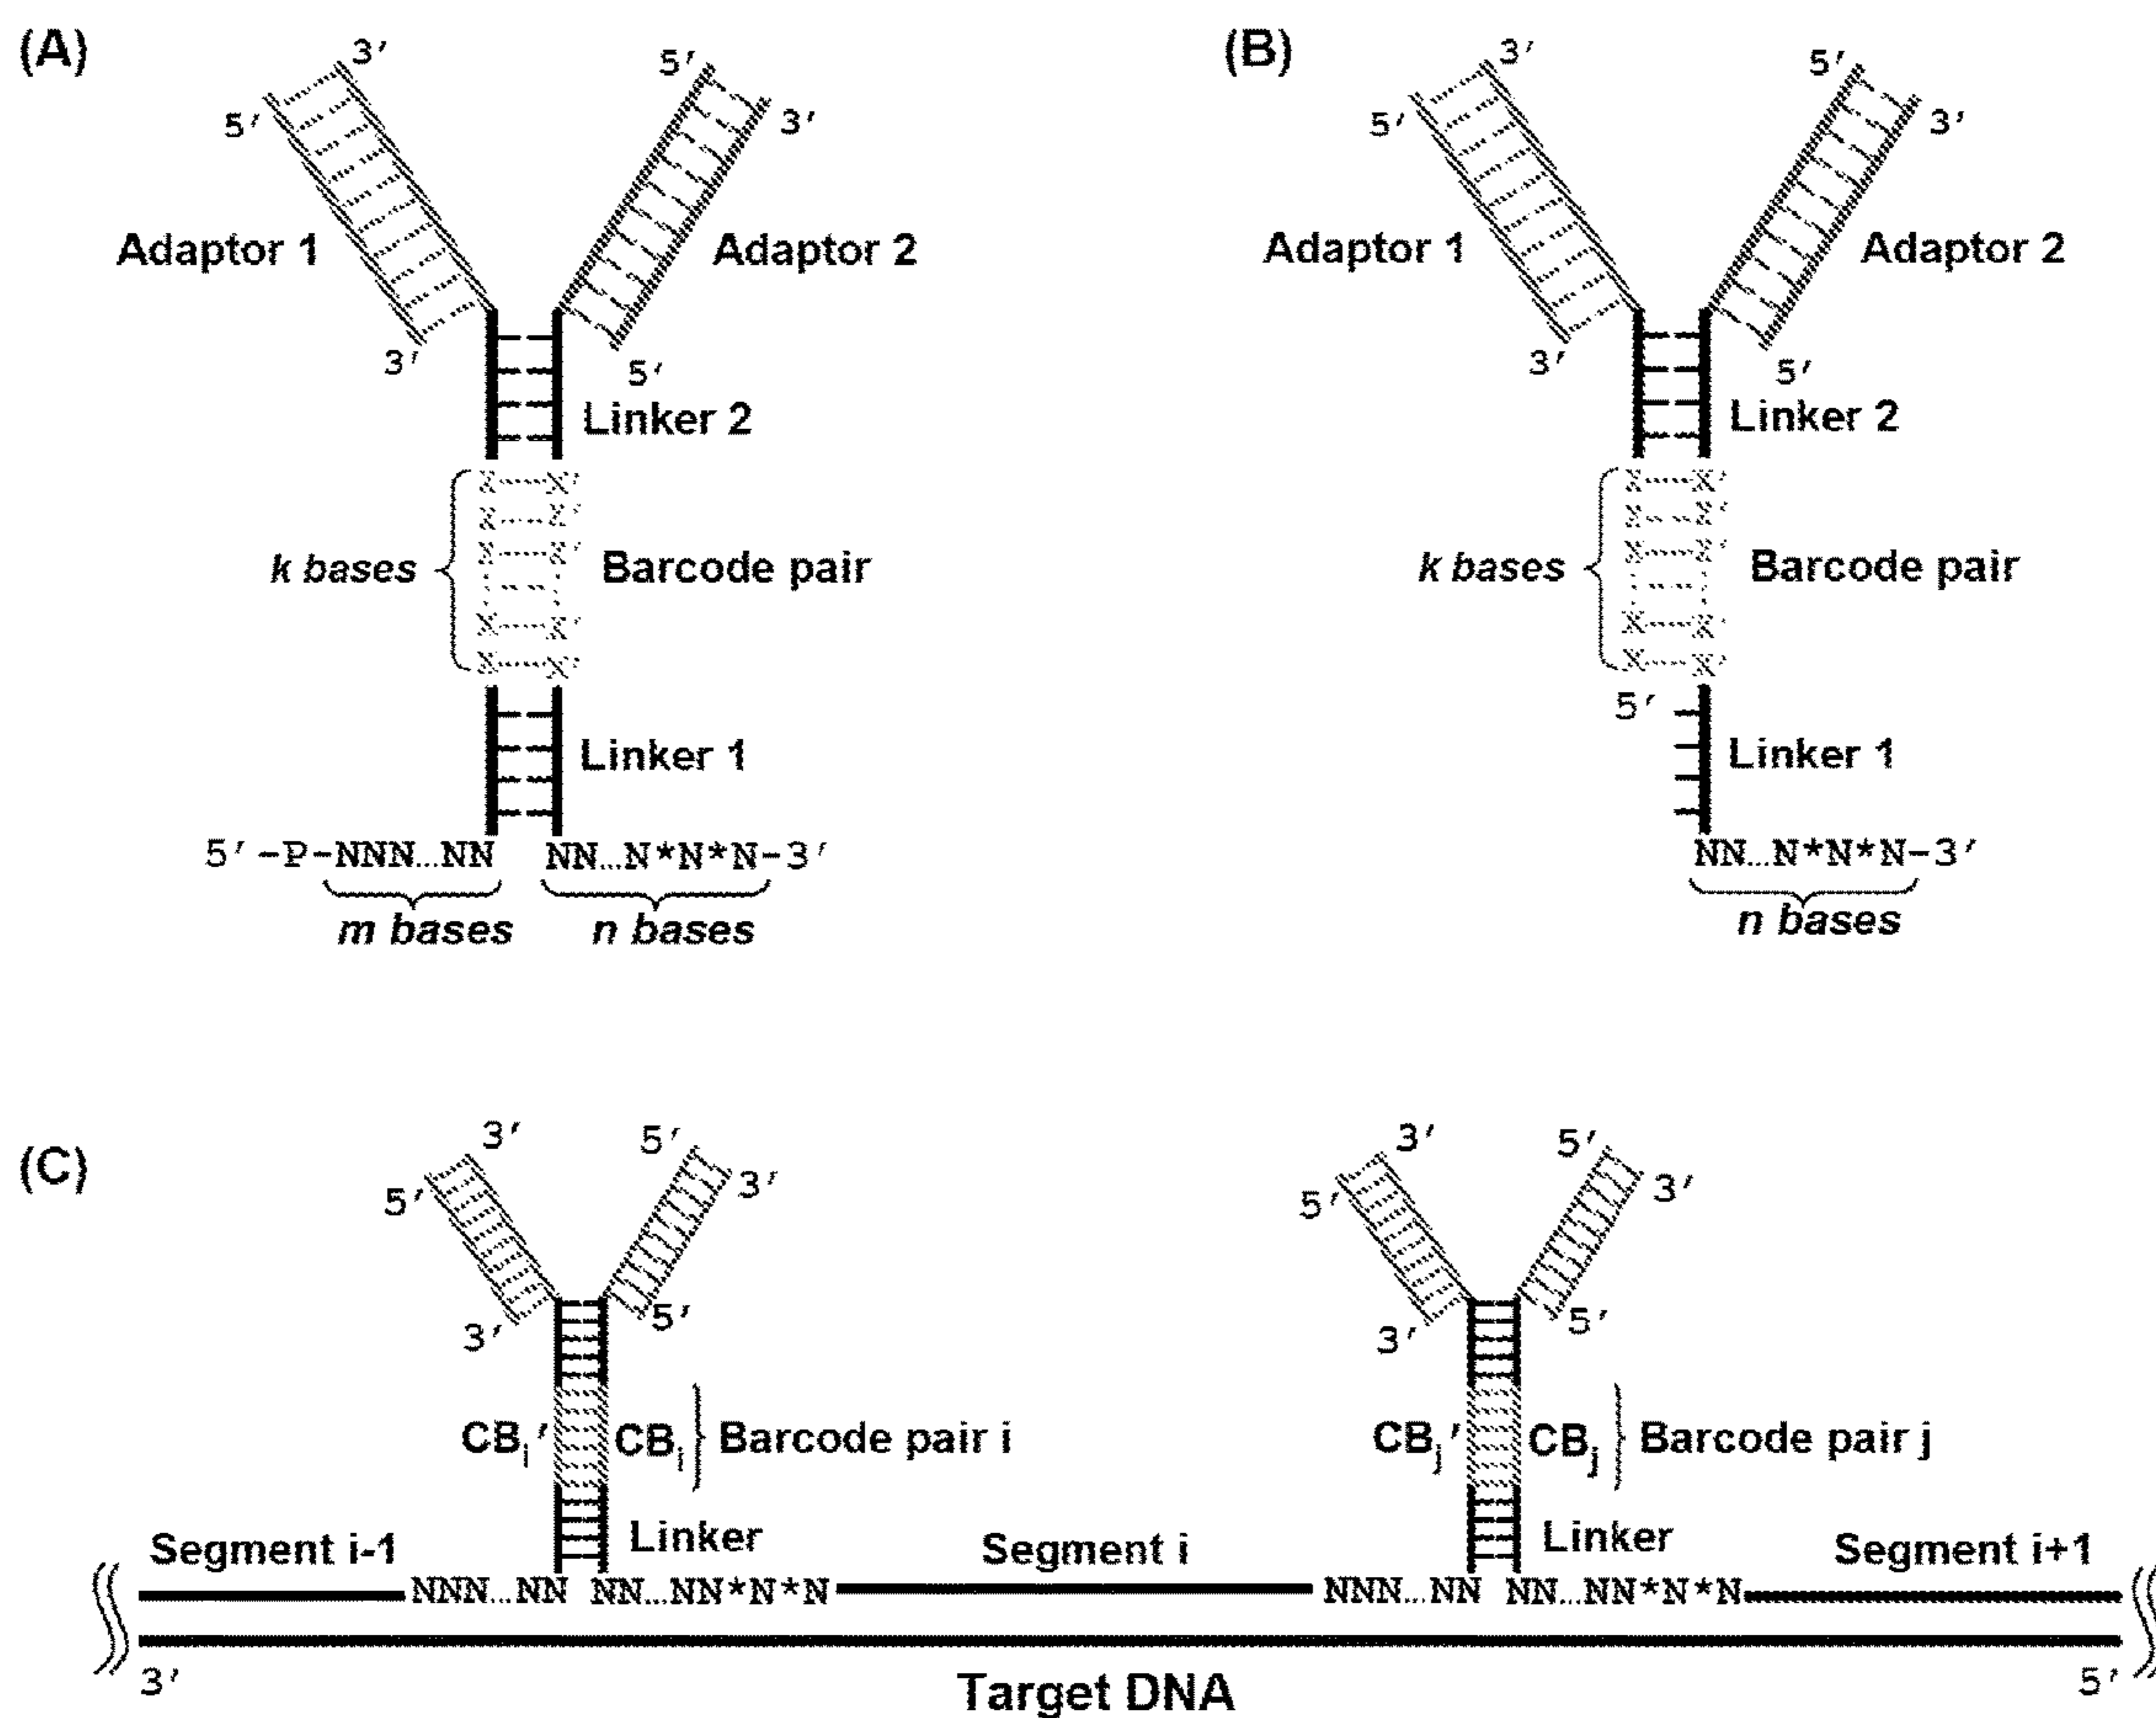 (A)
(B)
3′ 5′
5′ 3′
Adaptor 1 Adaptor 2
3′ 5′
Linker 2
k bases Barcode pair
X X′
X X′
X X′
X X′
X X′
Linker 1
5′-P-NNN...NN NN...N*N*N-3′
m bases n bases
3′ 5′
5′ 3′
Adaptor 1 Adaptor 2
3′ 5′
Linker 2
k bases Barcode pair
X X′
X X′
X X′
X X′
X X′
5′
Linker 1
NN...N*N*N-3′
n bases
(C)
3′ 5′ 3′ 5′
5′ 3′ 5′ 3′
3′ 5′ 3′ 5′
CBi′ CBi Barcode pair i CBj′ CBj Barcode pair j
Segment i-1 Linker Segment i Linker Segment i+1
NNN...NN NN...NN*N*N NNN...NN NN...NN*N*N
3′ 5′
Target DNA